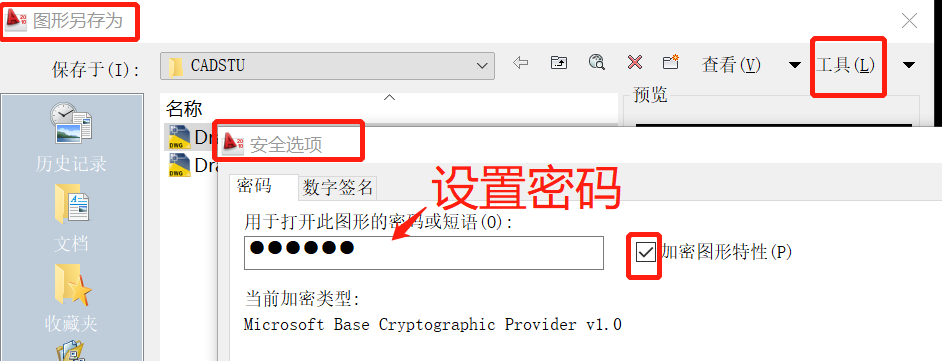 图形另存为
保存于(I):
CADSTU
查看(V)
工具(L)
名称
预览
历史记录
文档
收藏夹
Dra
Dra
安全选项
密码
数字签名
设置密码
用于打开此图形的密码或短语(O):
加密图形特性(P)
当前加密类型:
Microsoft Base Cryptographic Provider v1.0